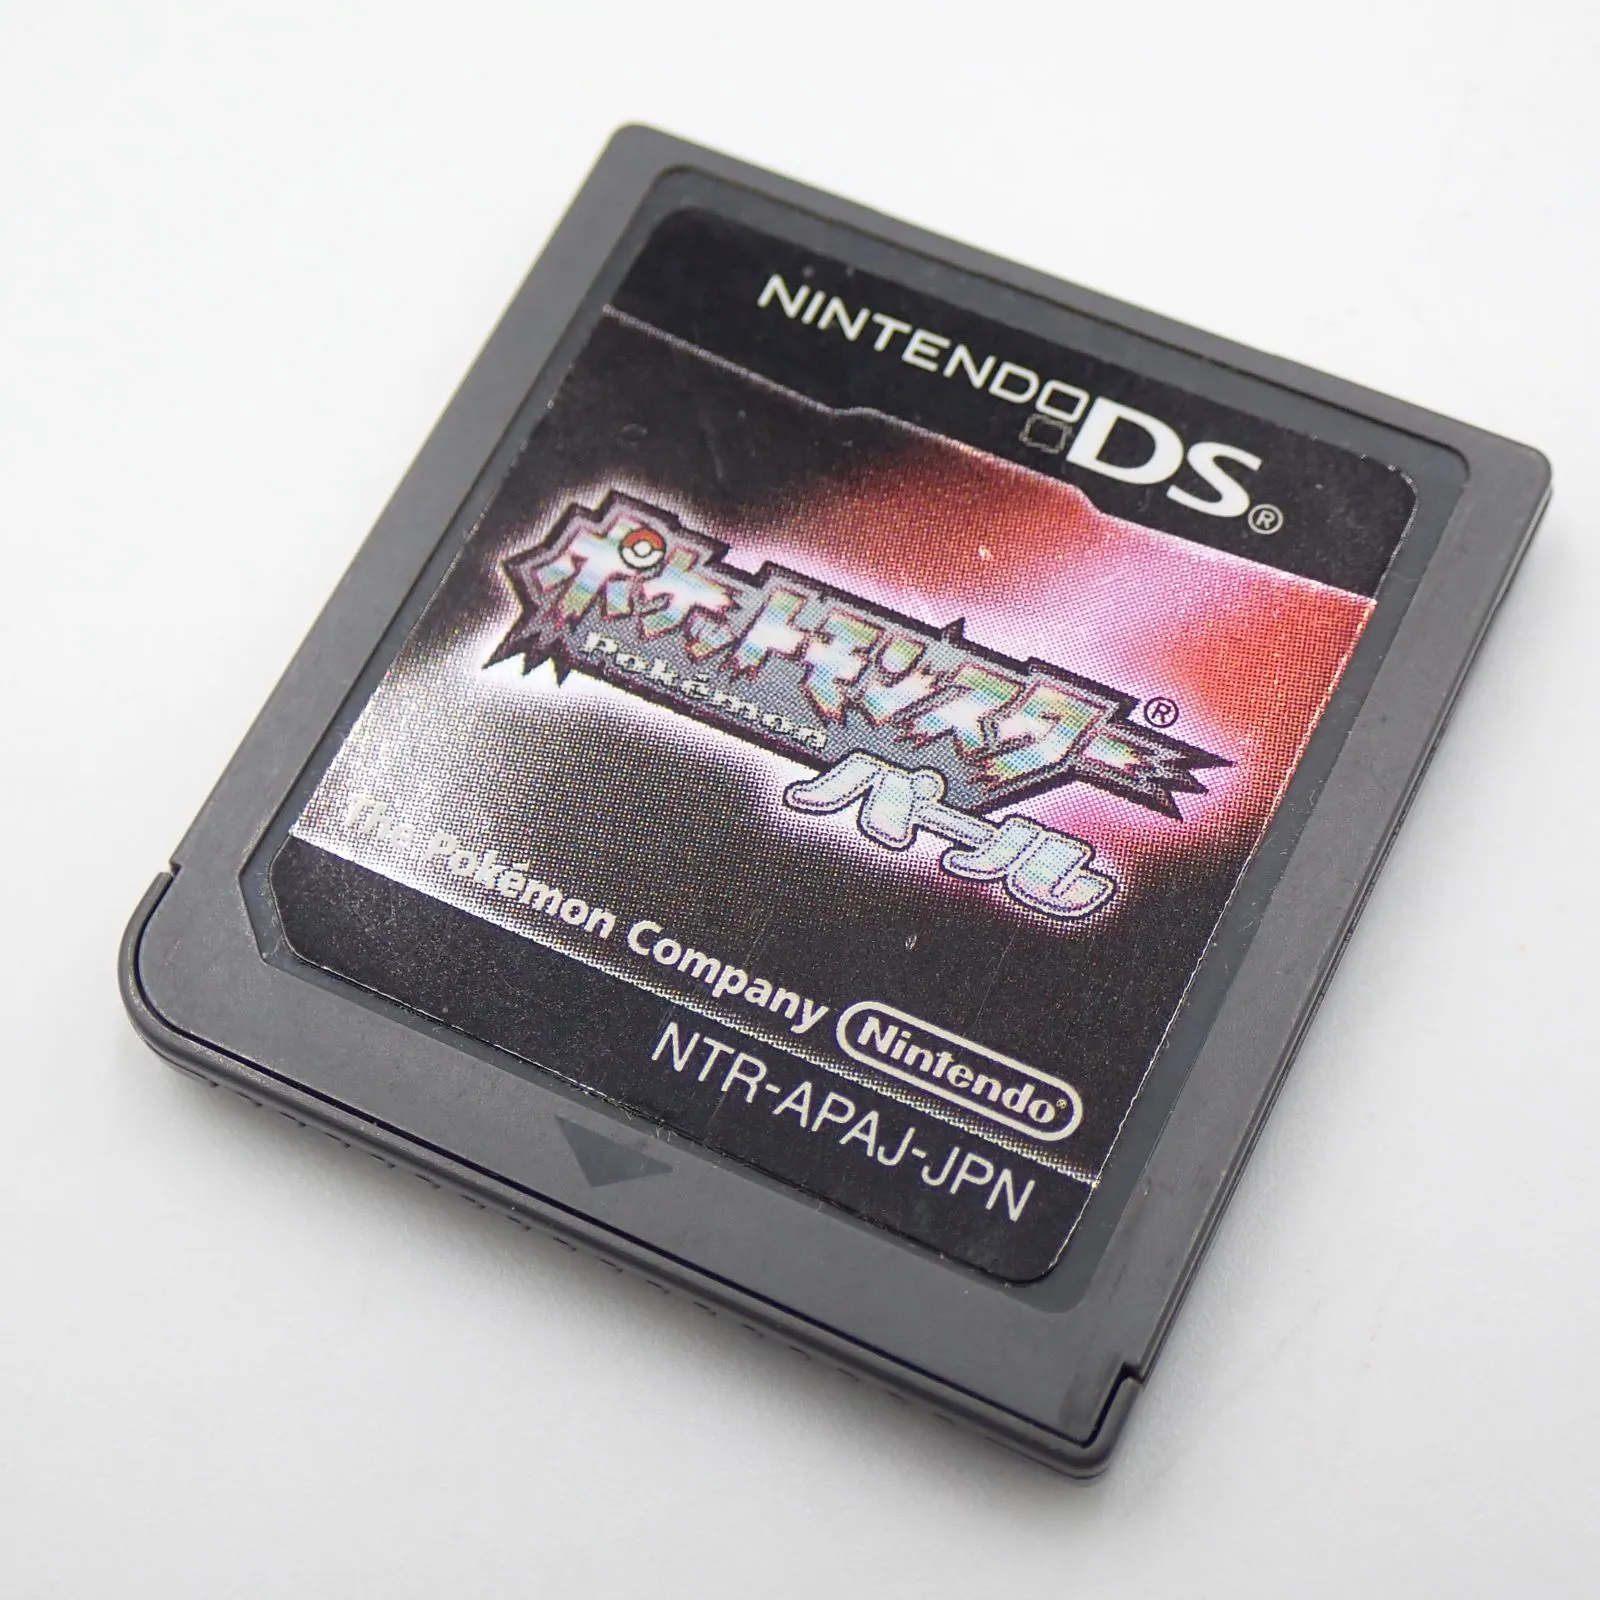 NINTENDO DS®
ポケットモンスター®
Pokémon
パール
The Pokémon Company
Nintendo®
NTR-APAJ-JPN